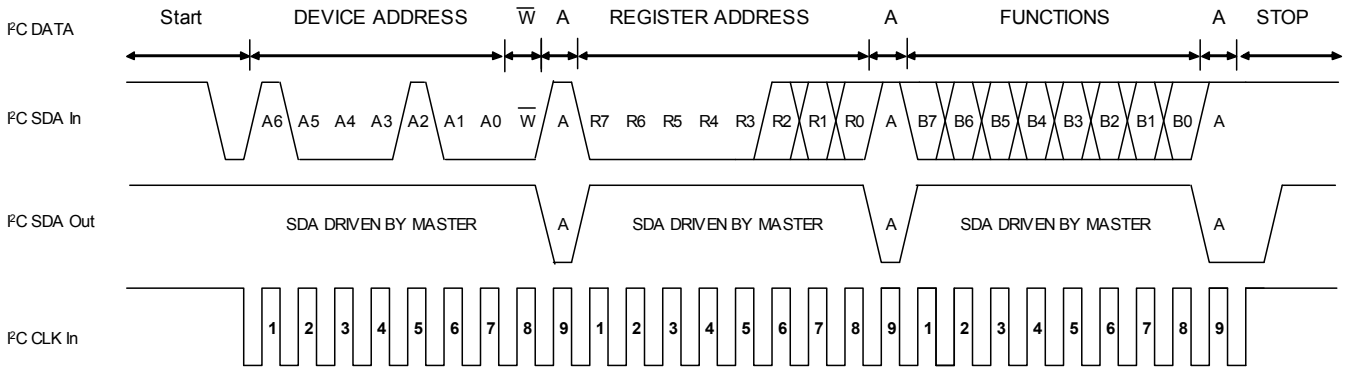 I²C DATA Start DEVICE ADDRESS W̅ A REGISTER ADDRESS A FUNCTIONS A STOP
I²C SDA In A6 A5 A4 A3 A2 A1 A0 W̅ A R7 R6 R5 R4 R3 R2 R1 R0 A B7 B6 B5 B4 B3 B2 B1 B0 A
I²C SDA Out SDA DRIVEN BY MASTER A SDA DRIVEN BY MASTER A SDA DRIVEN BY MASTER A
I²C CLK In 1 2 3 4 5 6 7 8 9 1 2 3 4 5 6 7 8 9 1 2 3 4 5 6 7 8 9